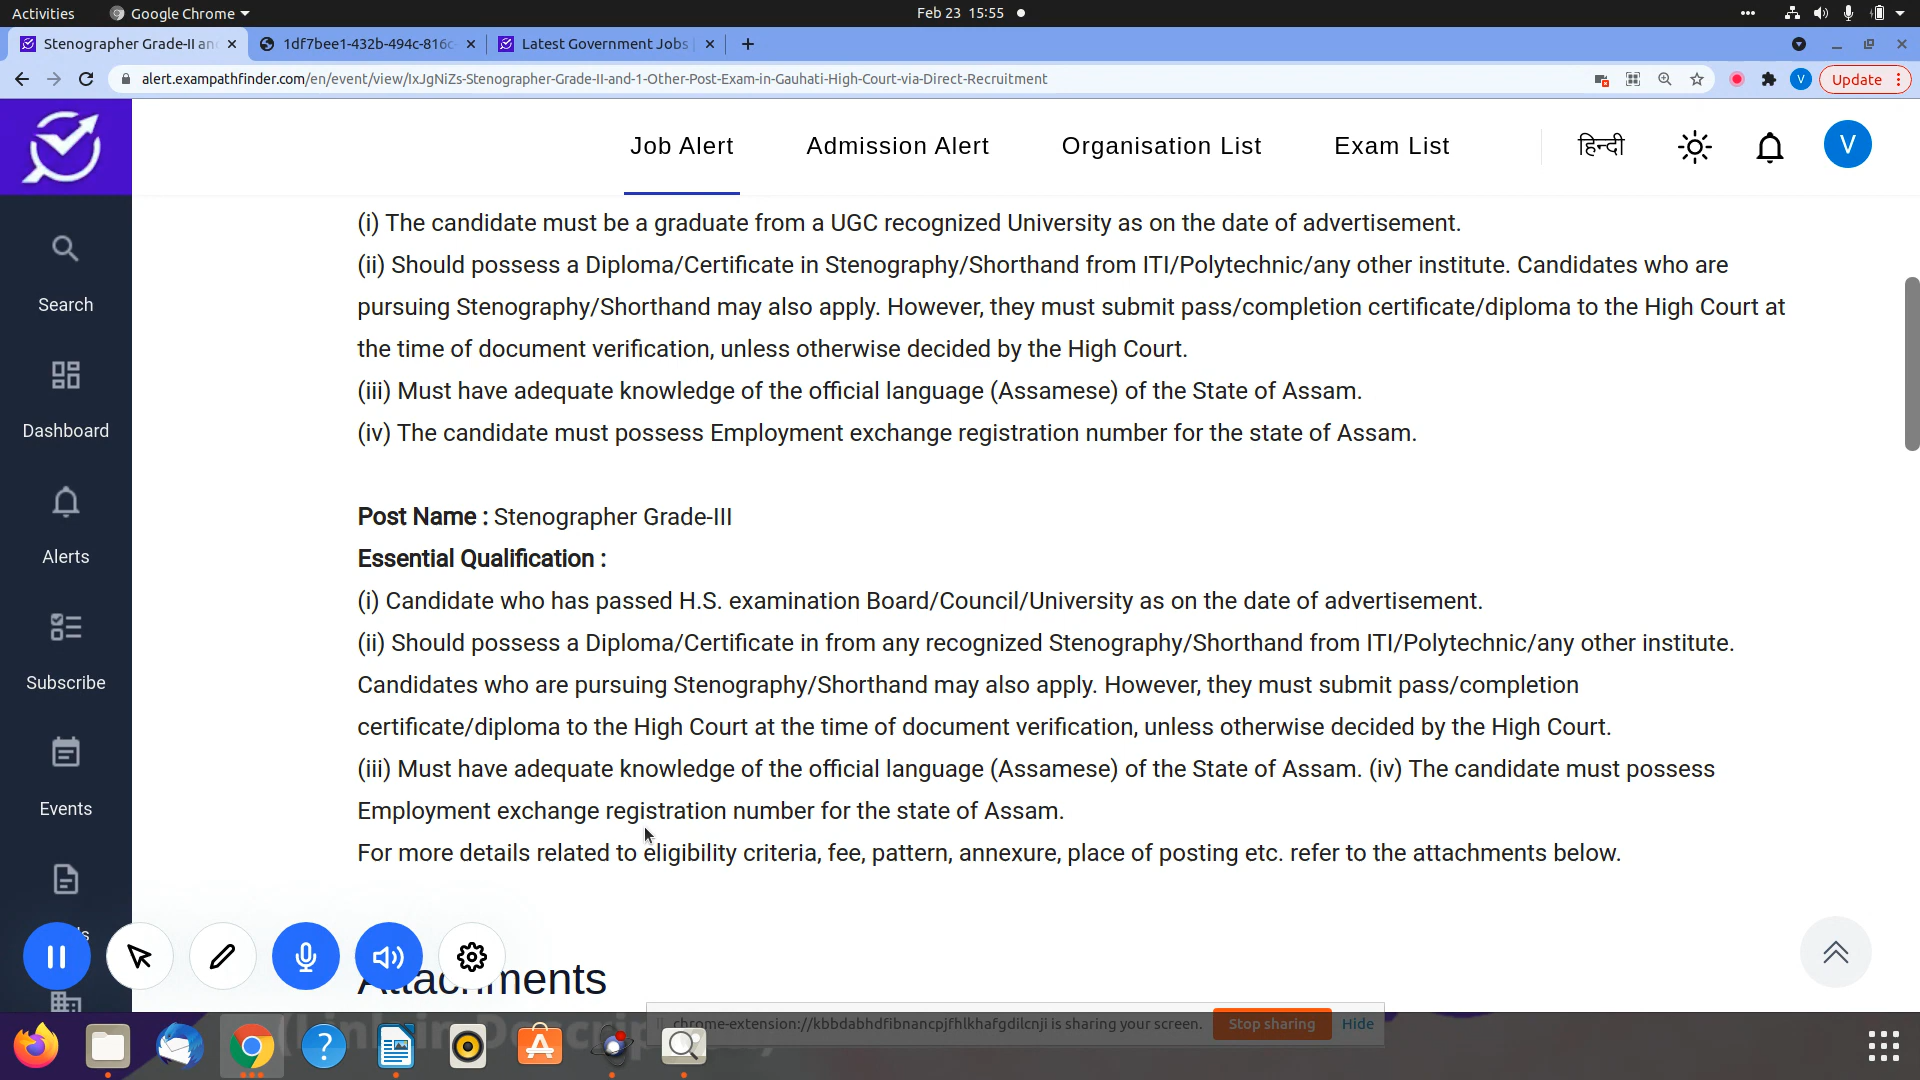 Activities
Google Chrome
Feb 23 15:55
Stenographer Grade-II an
1df7bee1-432b-494c-816c-
Latest Government Jobs
alert.exampathfinder.com/en/event/view/IxJgNiZs-Stenographer-Grade-II-and-1-Other-Post-Exam-in-Gauhati-High-Court-via-Direct-Recruitment
V
Update
Job Alert
Admission Alert
Organisation List
Exam List
हिन्दी
V
Search
Dashboard
Alerts
Subscribe
Events
(i) The candidate must be a graduate from a UGC recognized University as on the date of advertisement.
(ii) Should possess a Diploma/Certificate in Stenography/Shorthand from ITI/Polytechnic/any other institute. Candidates who are
pursuing Stenography/Shorthand may also apply. However, they must submit pass/completion certificate/diploma to the High Court at
the time of document verification, unless otherwise decided by the High Court.
(iii) Must have adequate knowledge of the official language (Assamese) of the State of Assam.
(iv) The candidate must possess Employment exchange registration number for the state of Assam.
Post Name : Stenographer Grade-III
Essential Qualification :
(i) Candidate who has passed H.S. examination Board/Council/University as on the date of advertisement.
(ii) Should possess a Diploma/Certificate in from any recognized Stenography/Shorthand from ITI/Polytechnic/any other institute.
Candidates who are pursuing Stenography/Shorthand may also apply. However, they must submit pass/completion
certificate/diploma to the High Court at the time of document verification, unless otherwise decided by the High Court.
(iii) Must have adequate knowledge of the official language (Assamese) of the State of Assam. (iv) The candidate must possess
Employment exchange registration number for the state of Assam.
For more details related to eligibility criteria, fee, pattern, annexure, place of posting etc. refer to the attachments below.
Attachments
chrome-extension://kbbdabhdfibnancpjfhlkhafgdilcnji is sharing your screen.
Stop sharing
Hide
(Link in Descrip